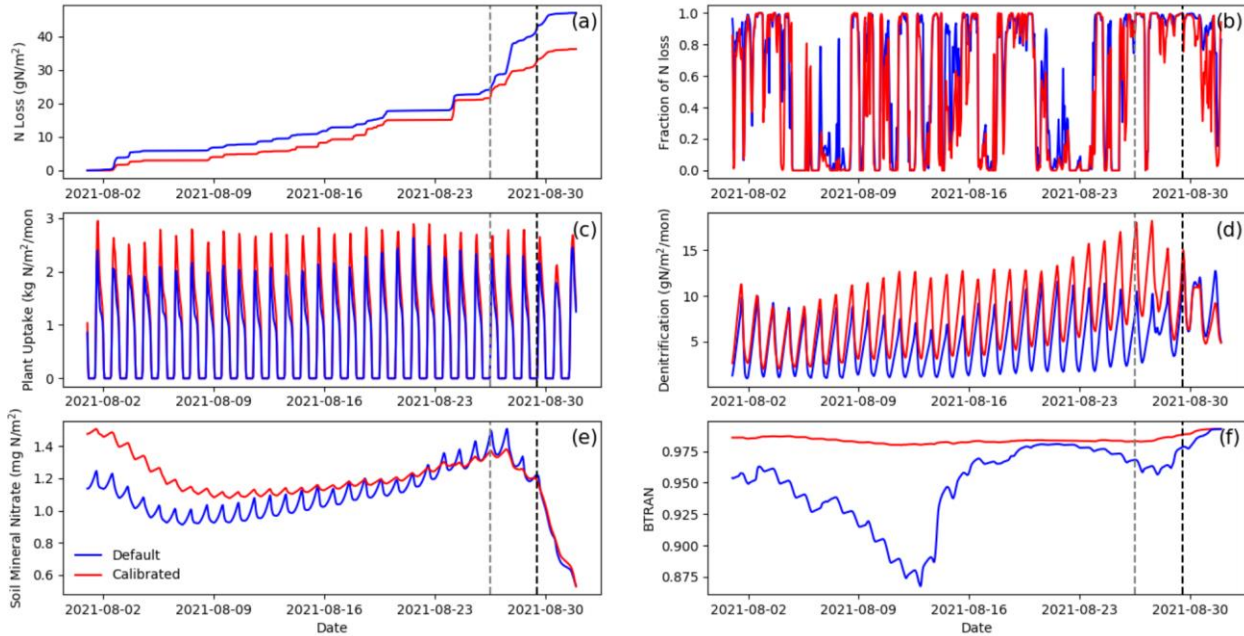 (a)
N Loss (gN/m²)
40
30
20
10
0
2021-08-02 2021-08-09 2021-08-16 2021-08-23 2021-08-30
(b)
Fraction of N loss
1.0
0.8
0.6
0.4
0.2
0.0
2021-08-02 2021-08-09 2021-08-16 2021-08-23 2021-08-30
(c)
Plant Uptake (kg N/m²/mon)
3
2
1
0
2021-08-02 2021-08-09 2021-08-16 2021-08-23 2021-08-30
(d)
Denitrification (gN/m²/mon)
15
10
5
2021-08-02 2021-08-09 2021-08-16 2021-08-23 2021-08-30
(e)
Soil Mineral Nitrate (mg N/m²)
1.4
1.2
1.0
0.8
0.6
Default
Calibrated
2021-08-02 2021-08-09 2021-08-16 2021-08-23 2021-08-30
Date
(f)
BTRAN
0.975
0.950
0.925
0.900
0.875
2021-08-02 2021-08-09 2021-08-16 2021-08-23 2021-08-30
Date